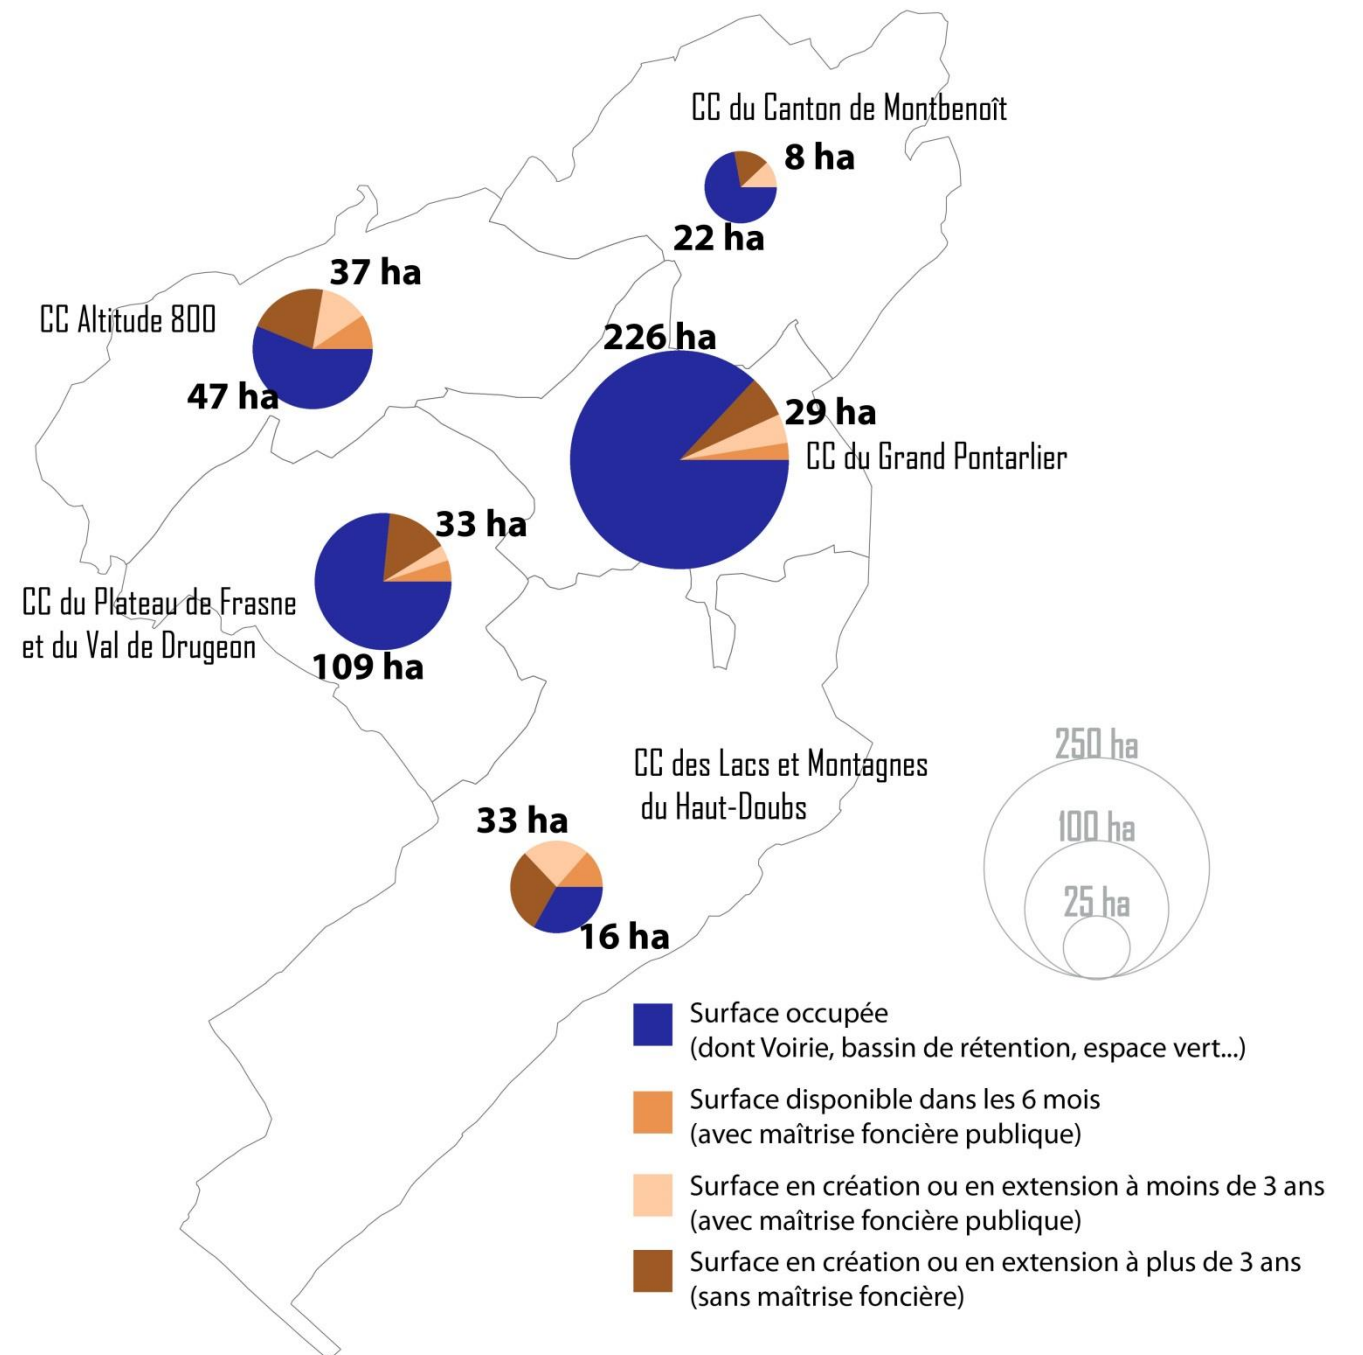 CC du Canton de Montbenoît
8 ha
22 ha
37 ha
CC Altitude 800
47 ha
226 ha
29 ha
CC du Grand Pontarlier
33 ha
CC du Plateau de Frasne
et du Val de Drugeon
109 ha
CC des Lacs et Montagnes
du Haut-Doubs
33 ha
16 ha
250 ha
100 ha
25 ha
Surface occupée
(dont Voirie, bassin de rétention, espace vert...)
Surface disponible dans les 6 mois
(avec maîtrise foncière publique)
Surface en création ou en extension à moins de 3 ans
(avec maîtrise foncière publique)
Surface en création ou en extension à plus de 3 ans
(sans maîtrise foncière)